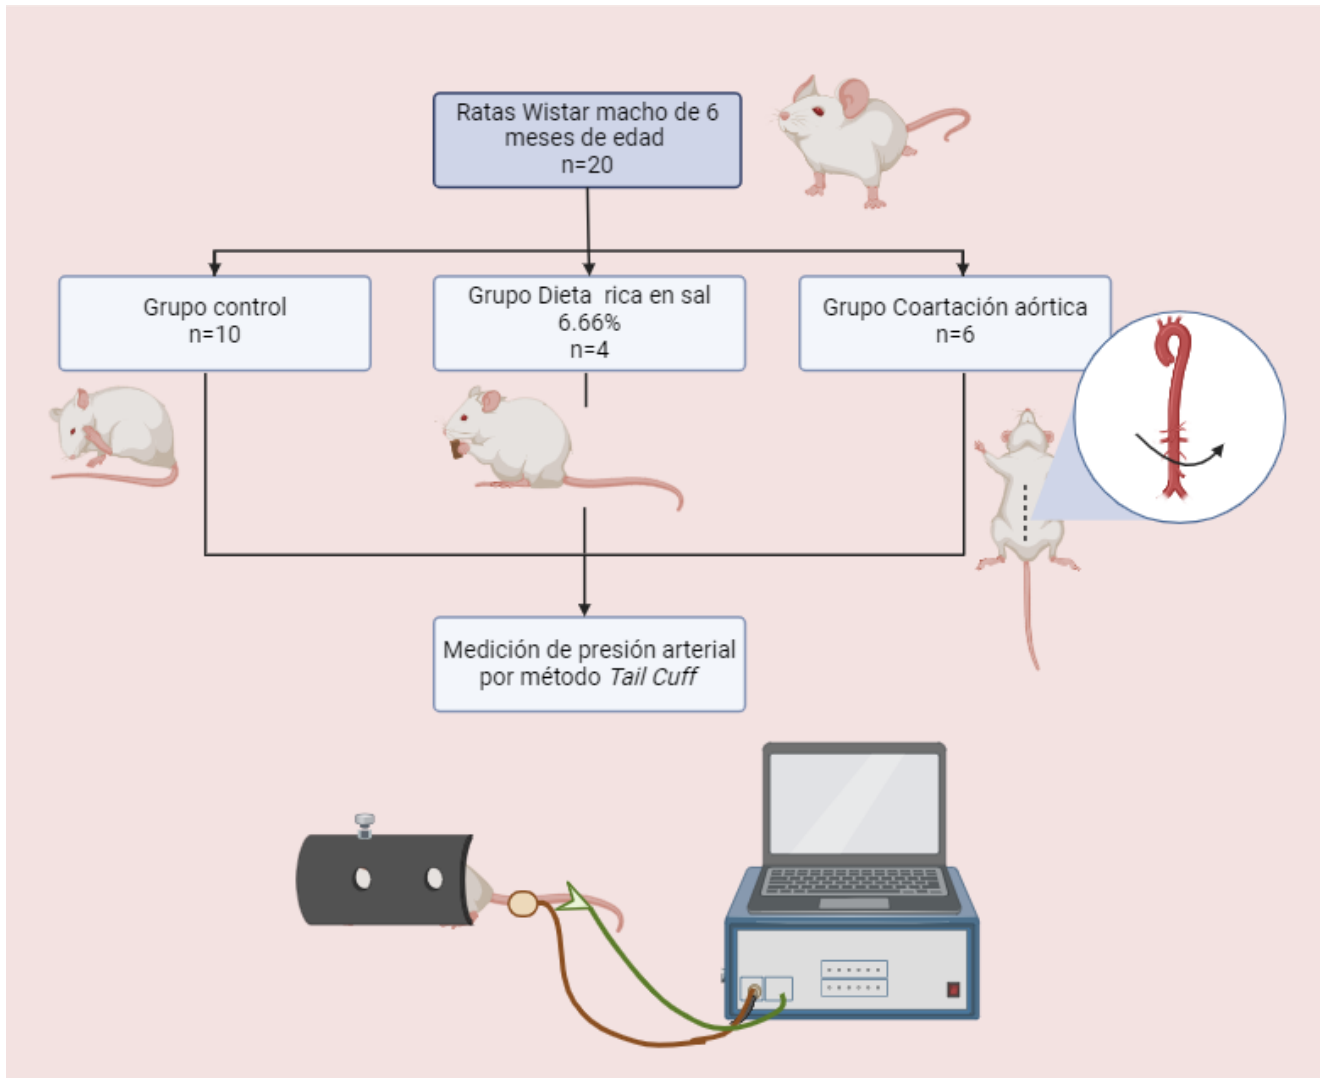 Ratas Wistar macho de 6
meses de edad
n=20
Grupo control
n=10
Grupo Dieta  rica en sal
6.66%
n=4
Grupo Coartación aórtica
n=6
Medición de presión arterial
por método Tail Cuff